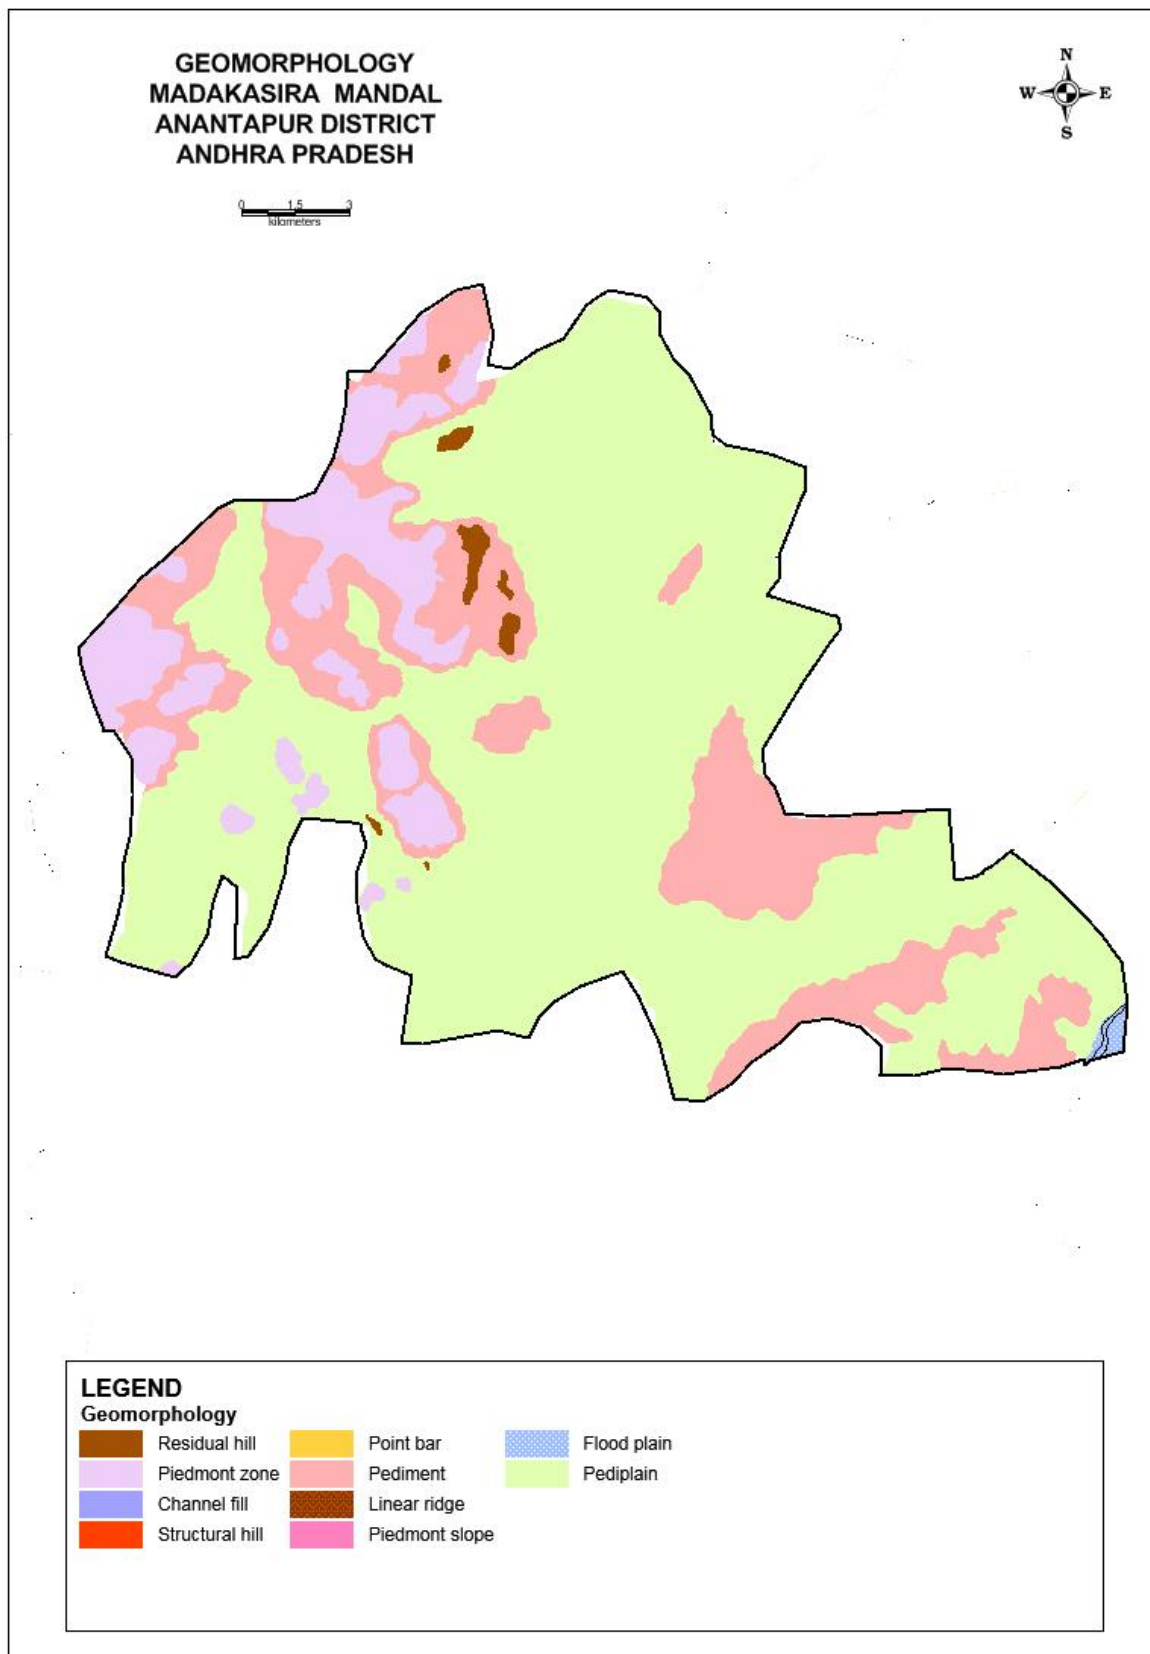 GEOMORPHOLOGY
MADAKASIRA MANDAL
ANANTAPUR DISTRICT
ANDHRA PRADESH
N
W E
S
0 1.5 3
kilometers
LEGEND
Geomorphology
Residual hill Point bar Flood plain
Piedmont zone Pediment Pediplain
Channel fill Linear ridge
Structural hill Piedmont slope